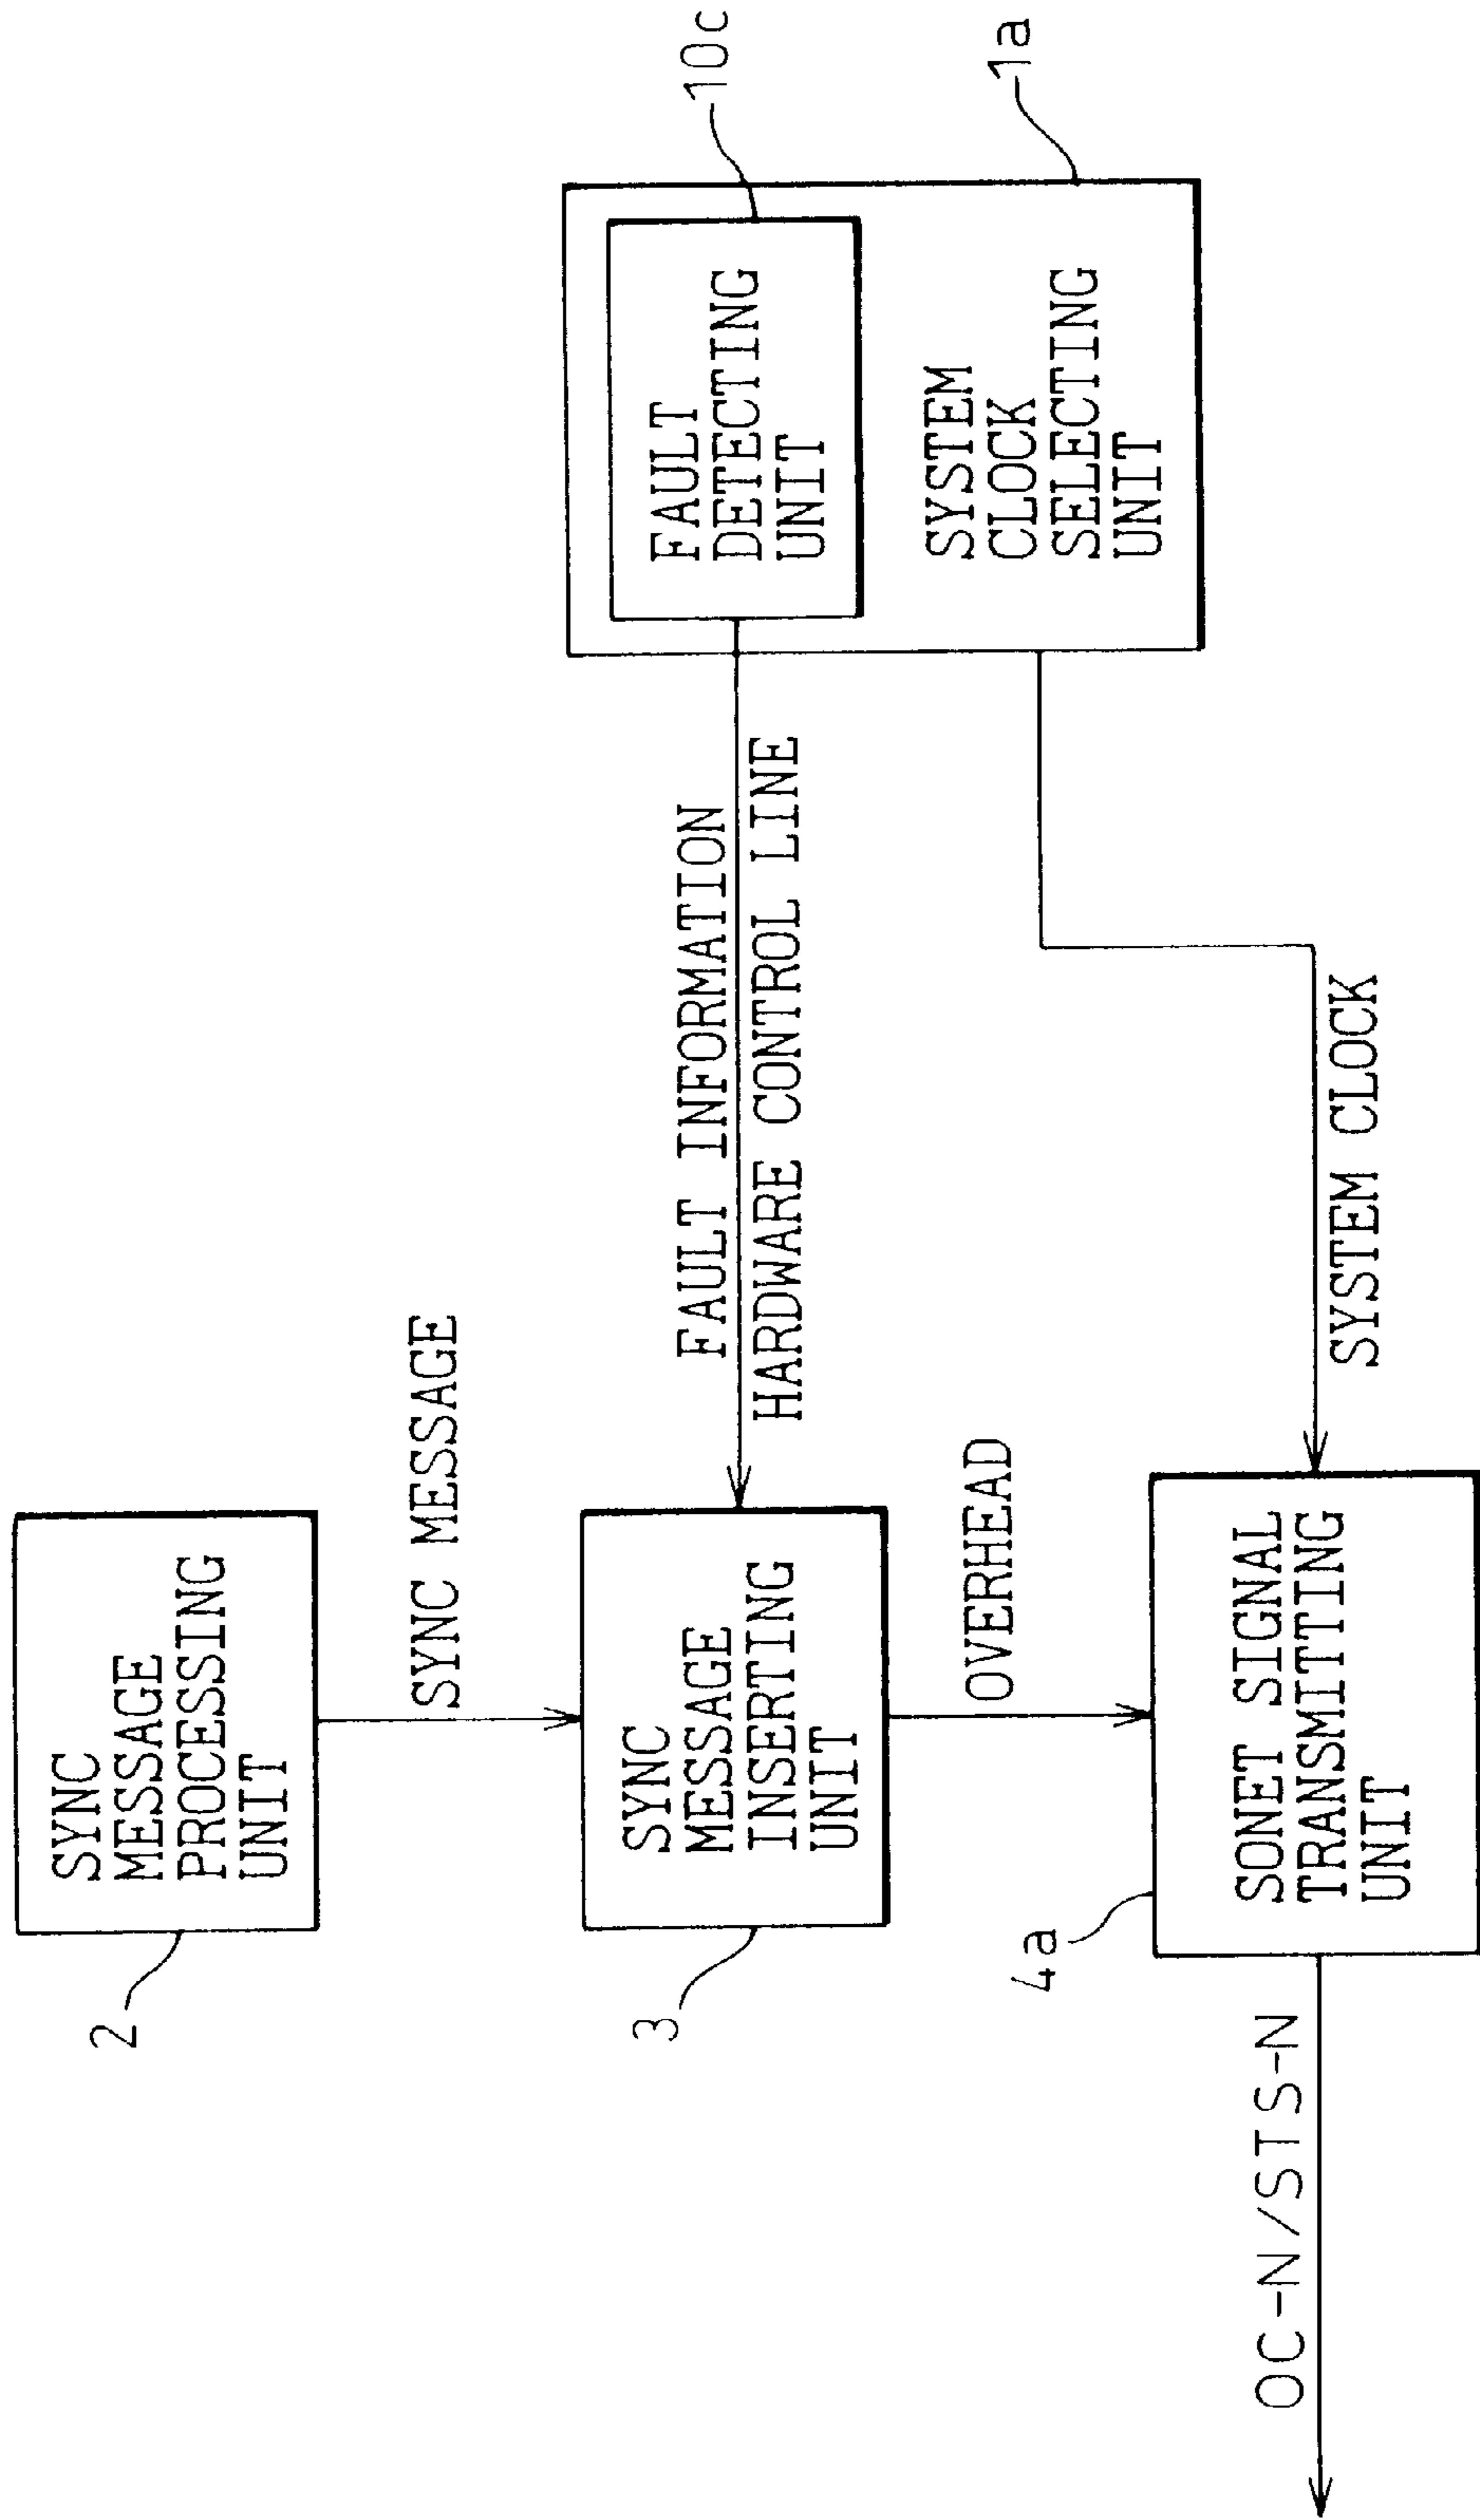 2
SYNC
MESSAGE
PROCESSING
UNIT
SYNC MESSAGE
3
SYNC
MESSAGE
INSERTING
UNIT
FAULT INFORMATION
HARDWARE CONTROL LINE
FAULT
DETECTING
UNIT
10c
SYSTEM
CLOCK
SELECTING
UNIT
1a
OVERHEAD
4a
SONET SIGNAL
TRANSMITTING
UNIT
SYSTEM CLOCK
OC-N/STS-N